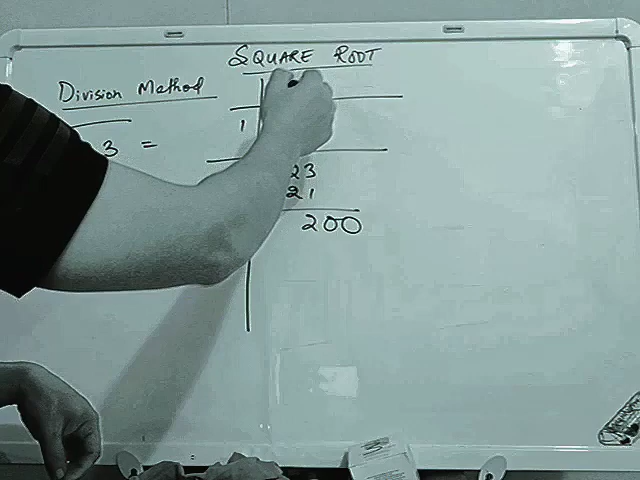 SQUARE ROOT
Division Method
1
3 =
23
21
200